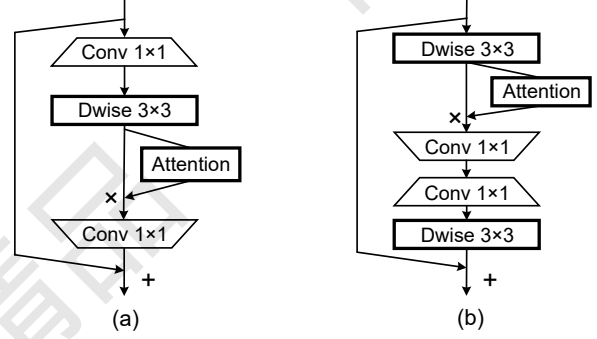 Conv 1×1
Dwise 3×3
Attention
×
Conv 1×1
+
(a)
Dwise 3×3
Attention
×
Conv 1×1
Conv 1×1
Dwise 3×3
+
(b)